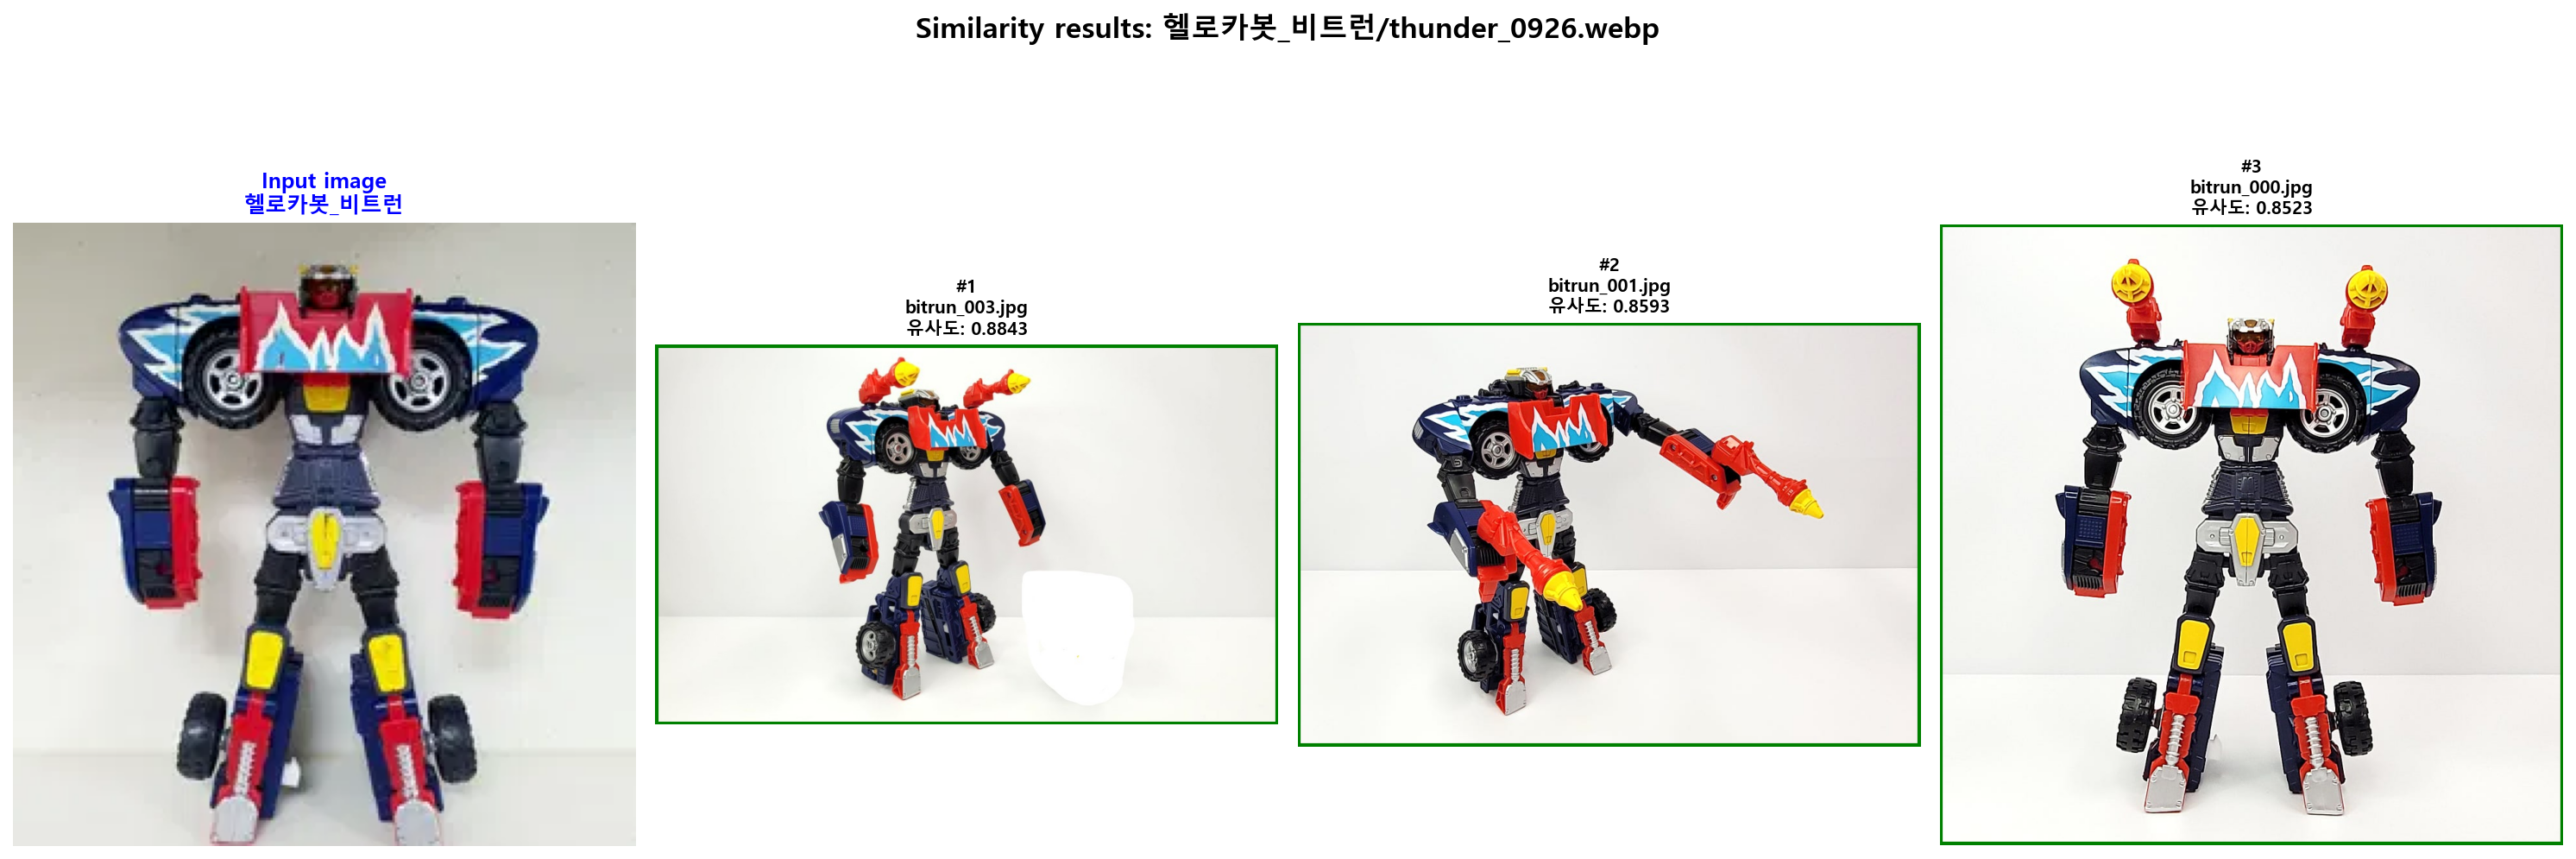 Similarity results: 헬로카봇_비트런/thunder_0926.webp
Input image
헬로카봇_비트런
#1
bitrun_003.jpg
유사도: 0.8843
#2
bitrun_001.jpg
유사도: 0.8593
#3
bitrun_000.jpg
유사도: 0.8523